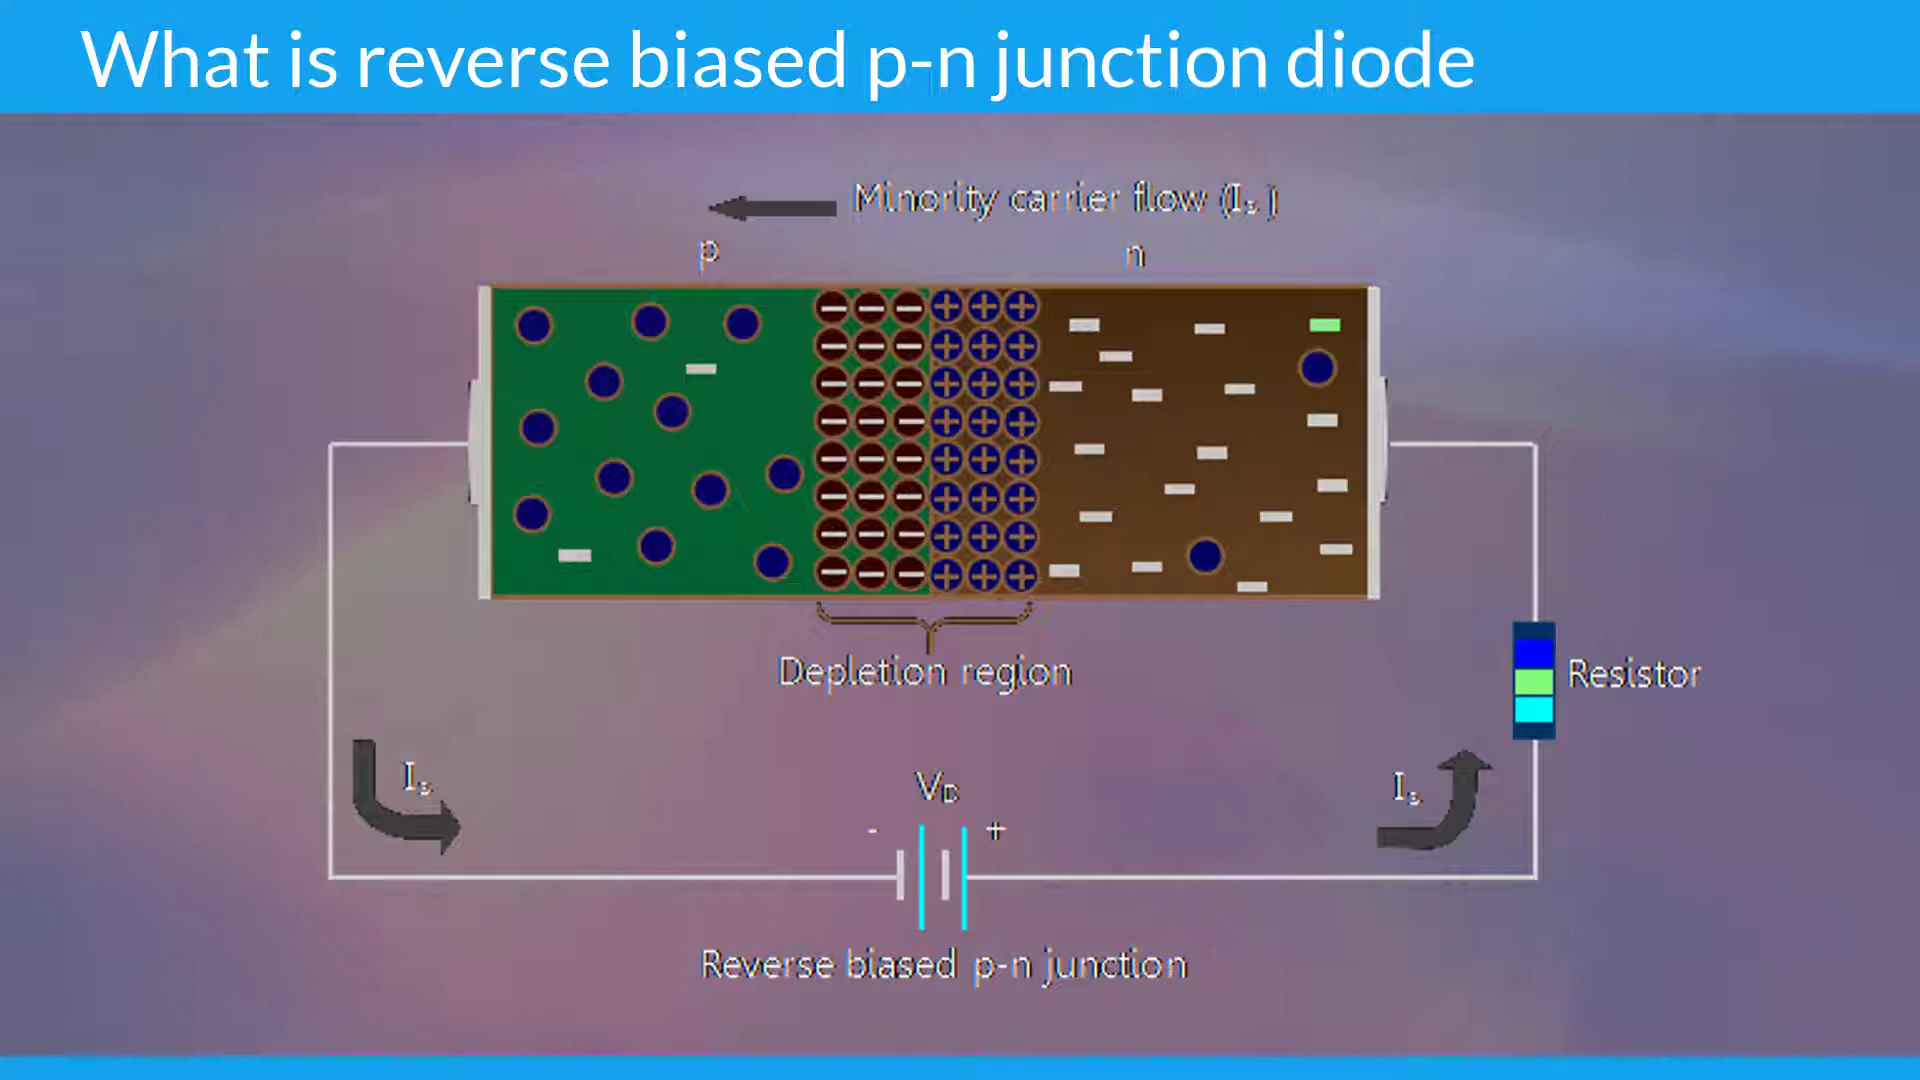 What is reverse biased p-n junction diode
Minority carrier flow (Is)
p
n
Depletion region
Resistor
Is
VD
Is
- +
Reverse biased p-n junction